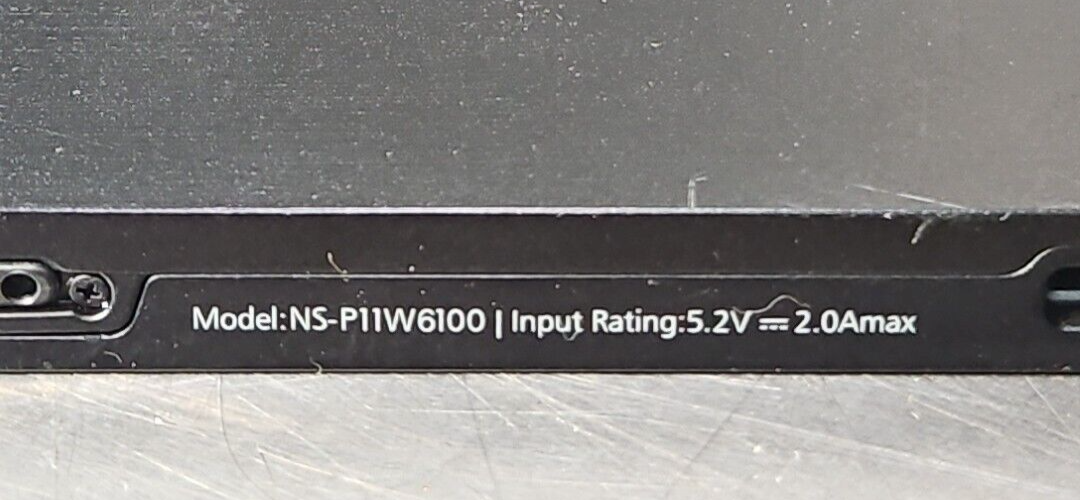 Model:NS-P11W6100 | Input Rating:5.2V ⎓ 2.0Amax